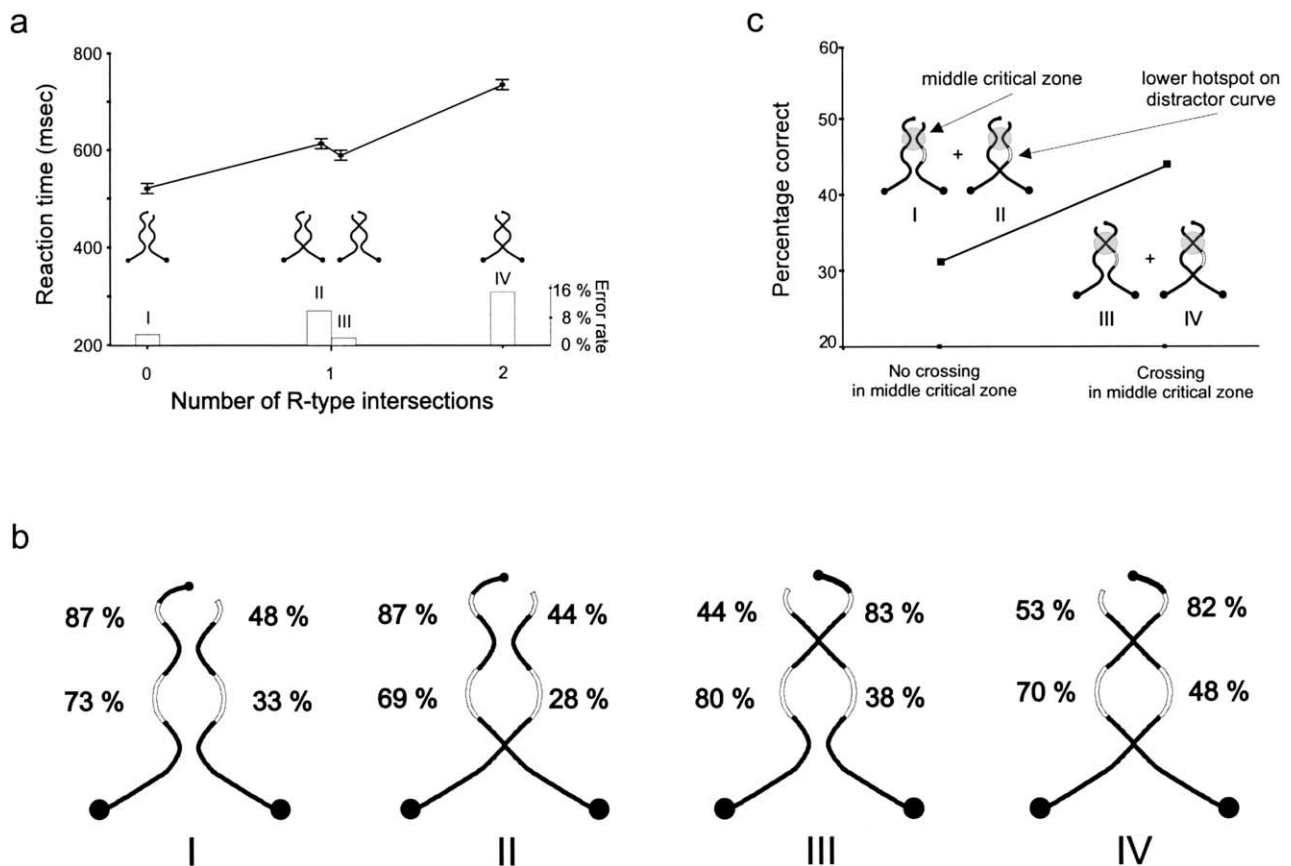 a
800
600
400
200
Reaction time (msec)
I
II
III
IV
16 %
8 %
0 %
Error rate
0
1
2
Number of R-type intersections
c
60
50
40
30
20
Percentage correct
middle critical zone
lower hotspot on
distractor curve
+
I
II
+
III
IV
No crossing
in middle critical zone
Crossing
in middle critical zone
b
87 %
48 %
73 %
33 %
I
87 %
44 %
69 %
28 %
II
44 %
83 %
80 %
38 %
III
53 %
82 %
70 %
48 %
IV